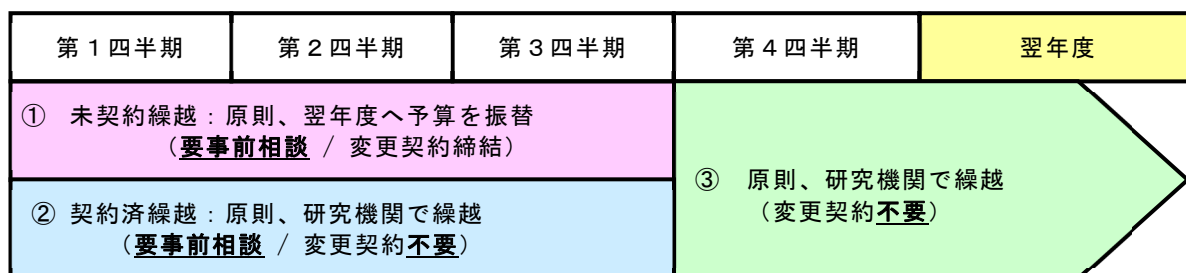 第1四半期 第2四半期 第3四半期 第4四半期 翌年度
① 未契約繰越:原則、翌年度へ予算を振替
(要事前相談 / 変更契約締結)
② 契約済繰越:原則、研究機関で繰越
(要事前相談 / 変更契約不要)
③ 原則、研究機関で繰越
(変更契約不要)